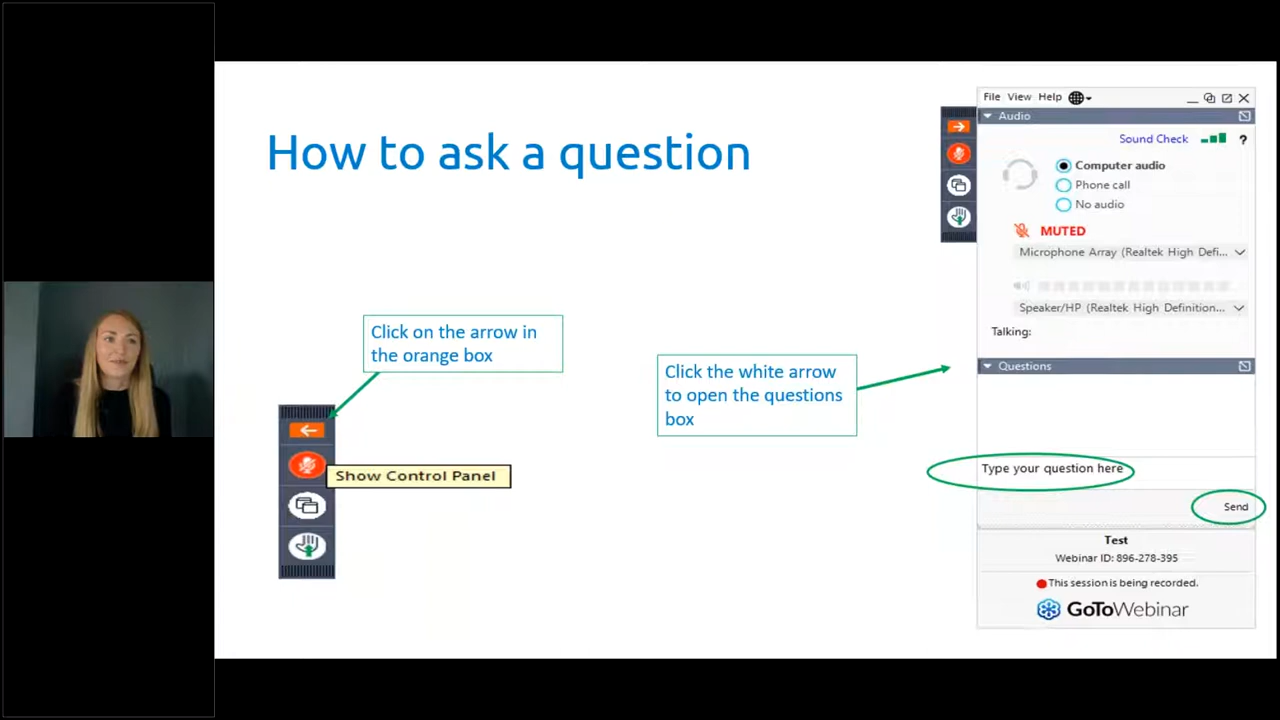 How to ask a question
Click on the arrow in
the orange box
Show Control Panel
Click the white arrow
to open the questions
box
File View Help
Audio
Sound Check ?
Computer audio
Phone call
No audio
MUTED
Microphone Array (Realtek High Defi...
Speaker/HP (Realtek High Definition...
Talking:
Questions
Type your question here
Send
Test
Webinar ID: 896-278-395
This session is being recorded.
GoToWebinar